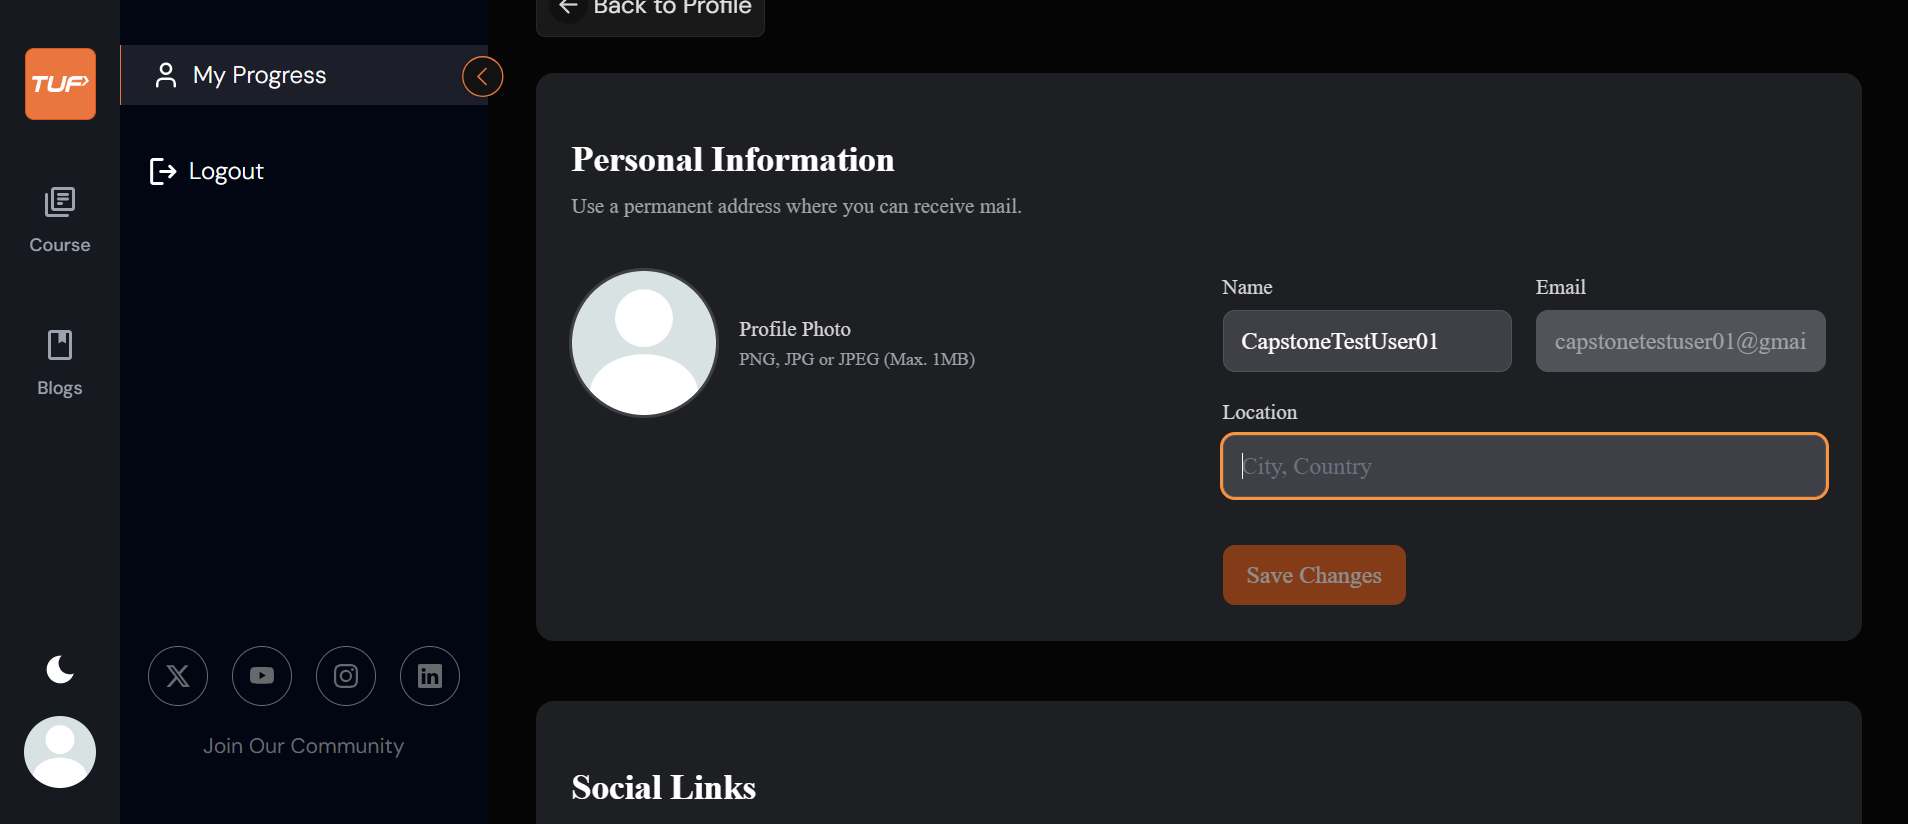 TUF
Course
Blogs
My Progress
Logout
Join Our Community
Back to Profile
Personal Information
Use a permanent address where you can receive mail.
Profile Photo
PNG, JPG or JPEG (Max. 1MB)
Name
Email
CapstoneTestUser01
capstonetestuser01@gmai
Location
City, Country
Save Changes
Social Links